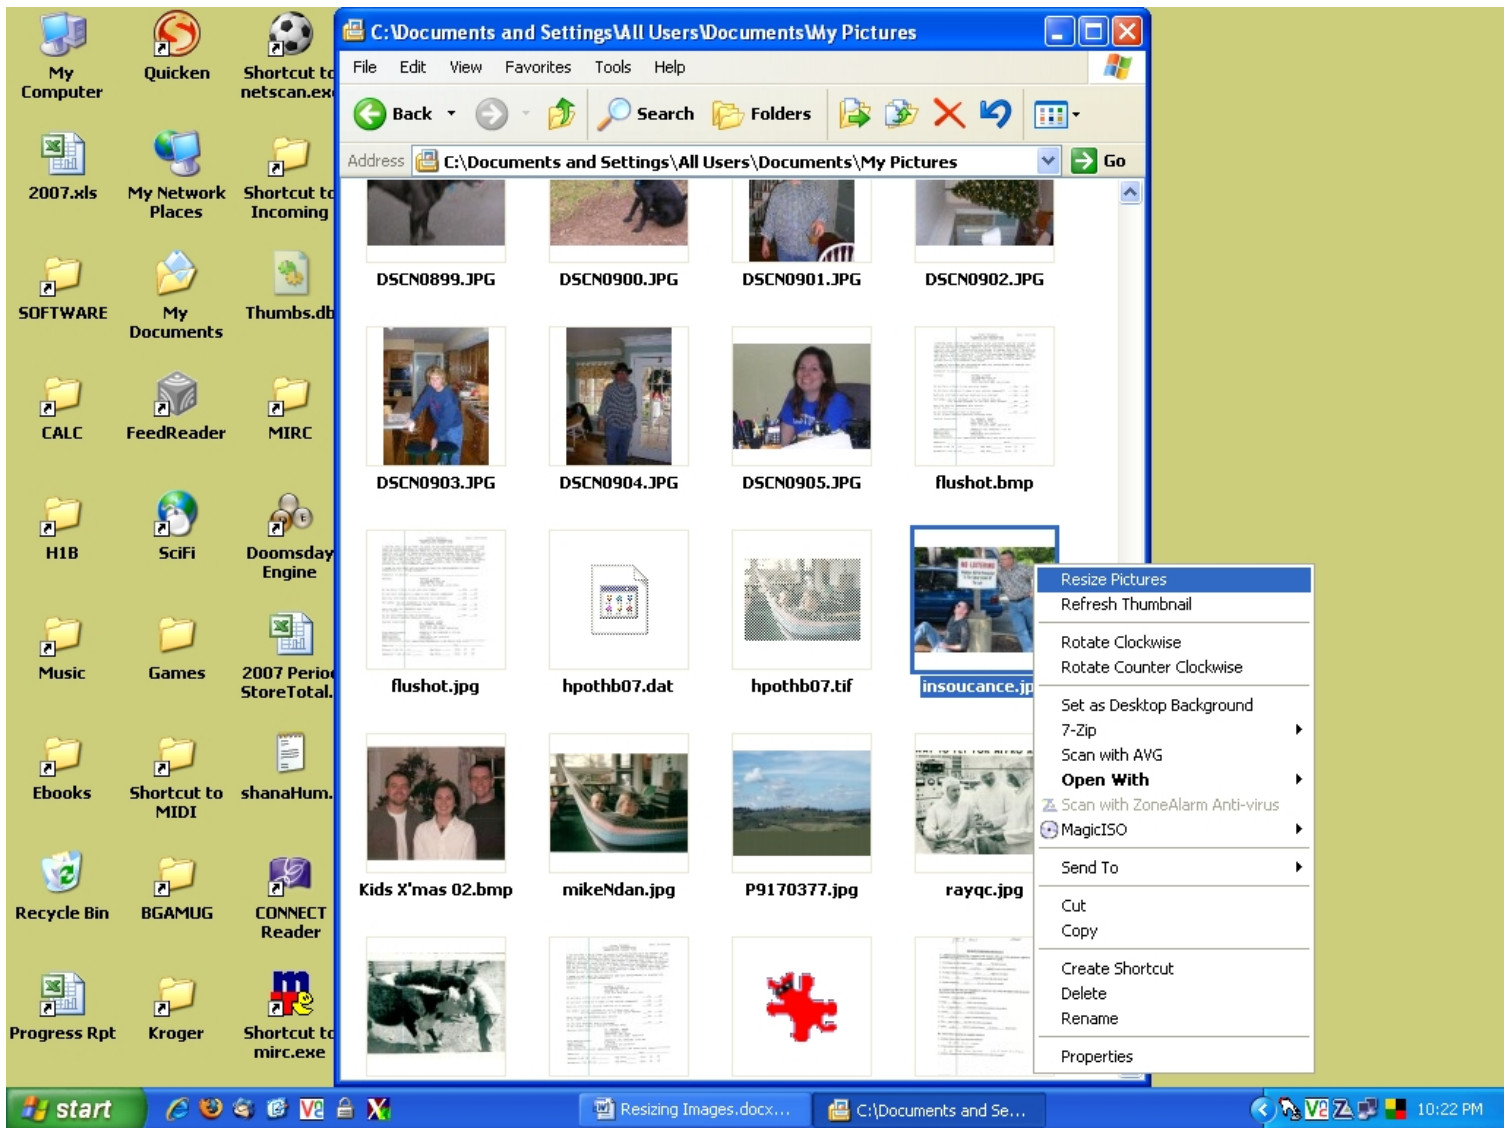 My
Computer
Quicken
Shortcut to
netscan.ex
2007.xls
My Network
Places
Shortcut to
Incoming
SOFTWARE
My
Documents
Thumbs.db
CALC
FeedReader
MIRC
H1B
SciFi
Doomsday
Engine
Music
Games
2007 Perio
StoreTotal.
Ebooks
Shortcut to
MIDI
shanaHum.
Recycle Bin
BGAMUG
CONNECT
Reader
Progress Rpt
Kroger
Shortcut to
mirc.exe
C:\Documents and Settings\All Users\Documents\My Pictures
File Edit View Favorites Tools Help
Back Search Folders
Address C:\Documents and Settings\All Users\Documents\My Pictures Go
DSCN0899.JPG DSCN0900.JPG DSCN0901.JPG DSCN0902.JPG
DSCN0903.JPG DSCN0904.JPG DSCN0905.JPG flushot.bmp
NO LOITERING
flushot.jpg hpothb07.dat hpothb07.tif insoucance.jp
Kids X'mas 02.bmp mikeNdan.jpg P9170377.jpg rayqc.jpg
Resize Pictures
Refresh Thumbnail
Rotate Clockwise
Rotate Counter Clockwise
Set as Desktop Background
7-Zip
Scan with AVG
Open With
Scan with ZoneAlarm Anti-virus
MagicISO
Send To
Cut
Copy
Create Shortcut
Delete
Rename
Properties
start Resizing Images.docx... C:\Documents and Se... 10:22 PM